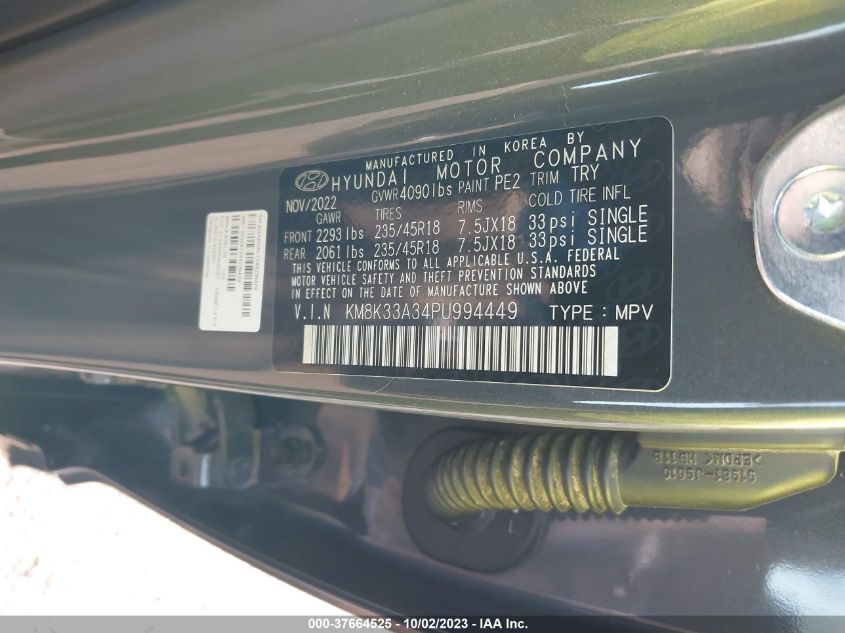 MANUFACTURED IN KOREA BY
HYUNDAI MOTOR COMPANY
NOV/2022 GVWR 4090lbs PAINT PE2 TRIM TRY
GAWR TIRES RIMS COLD TIRE INFL
FRONT 2293 lbs 235/45R18 7.5JX18 33psi SINGLE
REAR 2061 lbs 235/45R18 7.5JX18 33psi SINGLE
THIS VEHICLE CONFORMS TO ALL APPLICABLE U.S.A. FEDERAL
MOTOR VEHICLE SAFETY AND THEFT PREVENTION STANDARDS
IN EFFECT ON THE DATE OF MANUFACTURE SHOWN ABOVE
V.I.N KM8K33A34PU994449 TYPE : MPV
91981-J9010
000-37664525 - 10/02/2023 - IAA Inc.